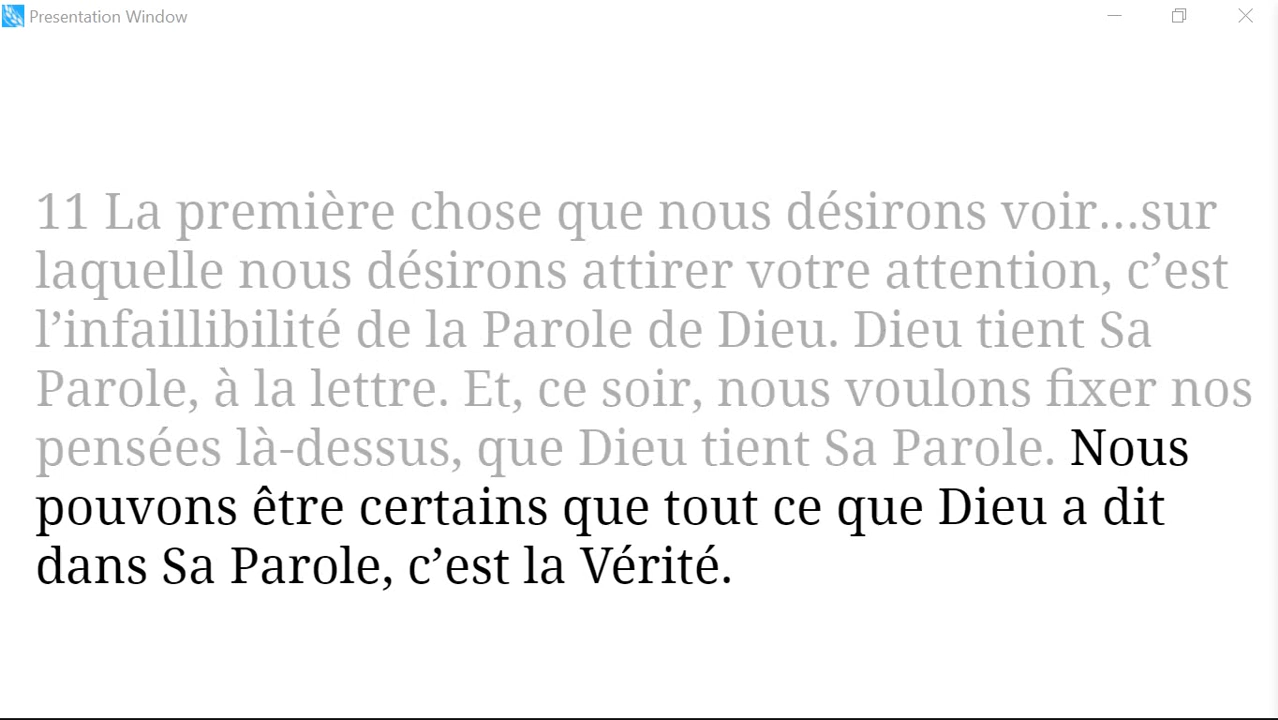 Presentation Window
11 La première chose que nous désirons voir...sur
laquelle nous désirons attirer votre attention, c’est
l’infaillibilité de la Parole de Dieu. Dieu tient Sa
Parole, à la lettre. Et, ce soir, nous voulons fixer nos
pensées là-dessus, que Dieu tient Sa Parole. Nous
pouvons être certains que tout ce que Dieu a dit
dans Sa Parole, c’est la Vérité.